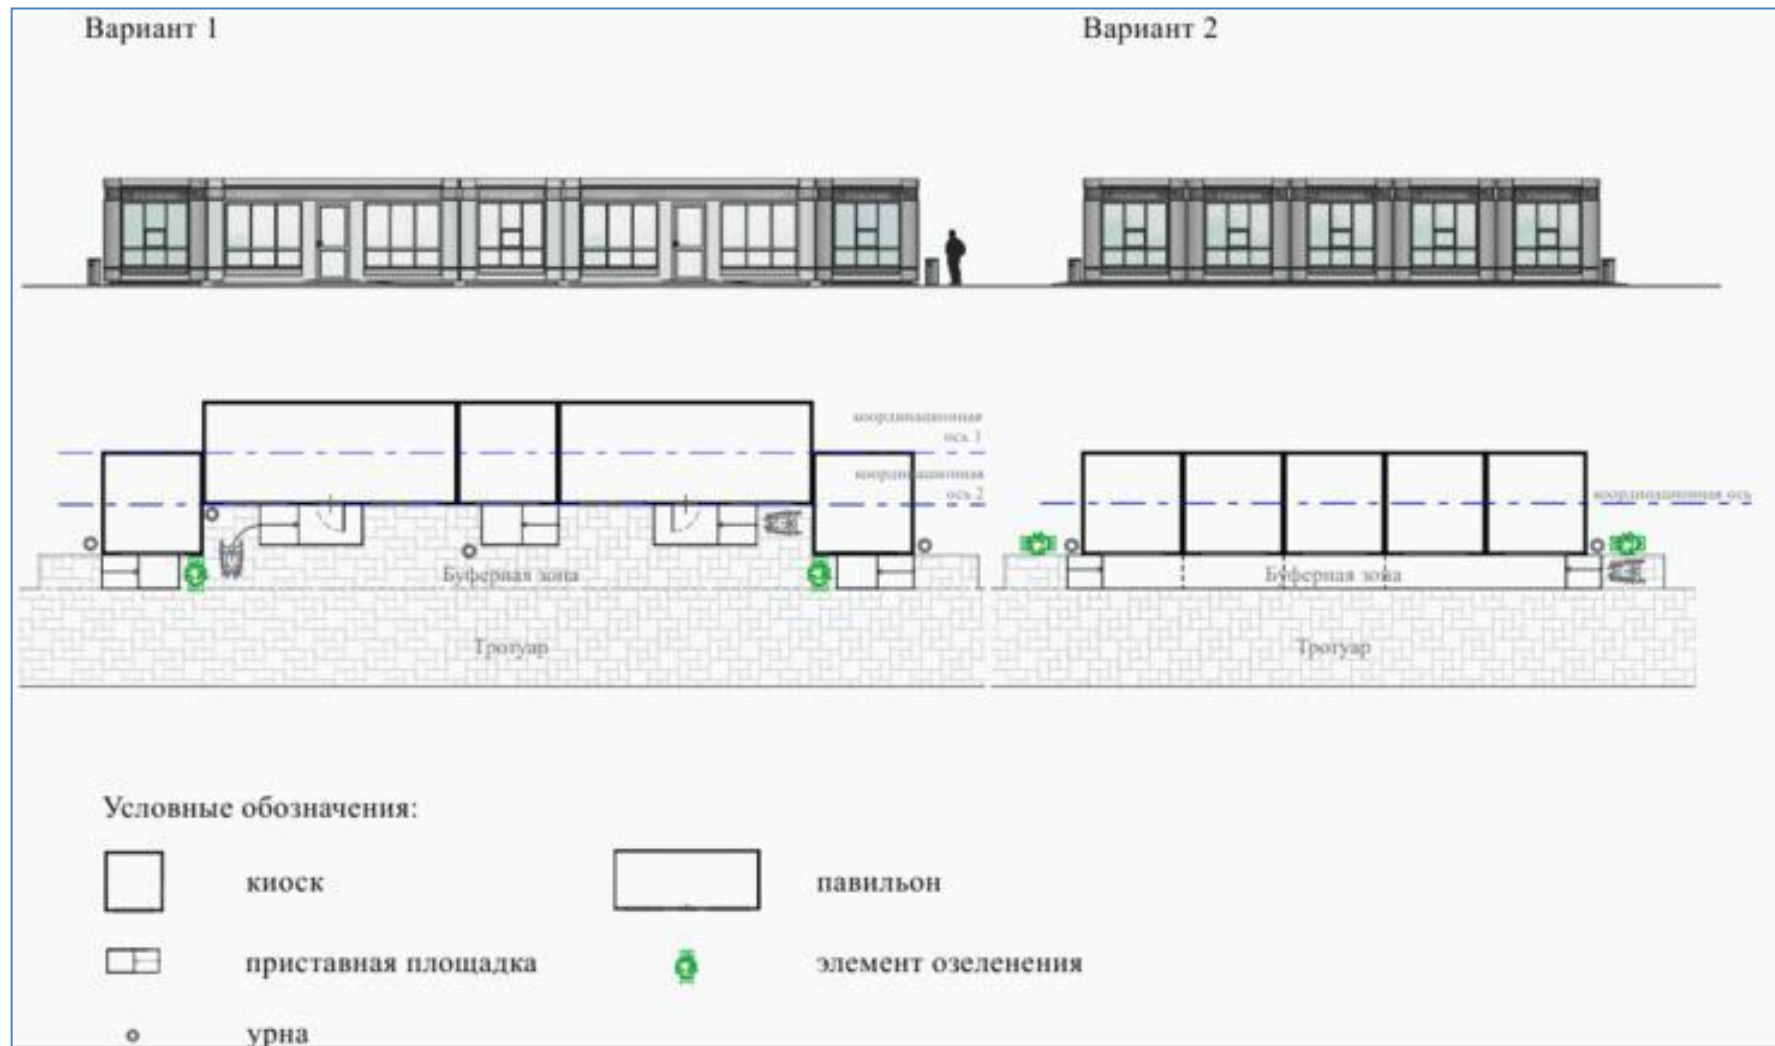 Вариант 1
Вариант 2
координационная
ось 1
координационная
ось 2
координационная ось
Буферная зона
Буферная зона
Тротуар
Тротуар
Условные обозначения:
киоск
павильон
приставная площадка
элемент озеленения
урна